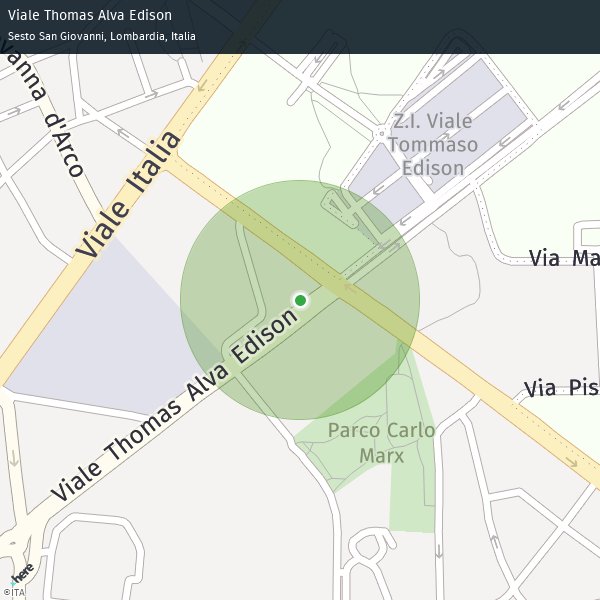 Viale Thomas Alva Edison
Sesto San Giovanni, Lombardia, Italia
vanna d'Arco
Viale Italia
Z.I. Viale
Tommaso
Edison
Via Ma
Viale Thomas Alva Edison
Via Pis
Parco Carlo
Marx
here
©ITA